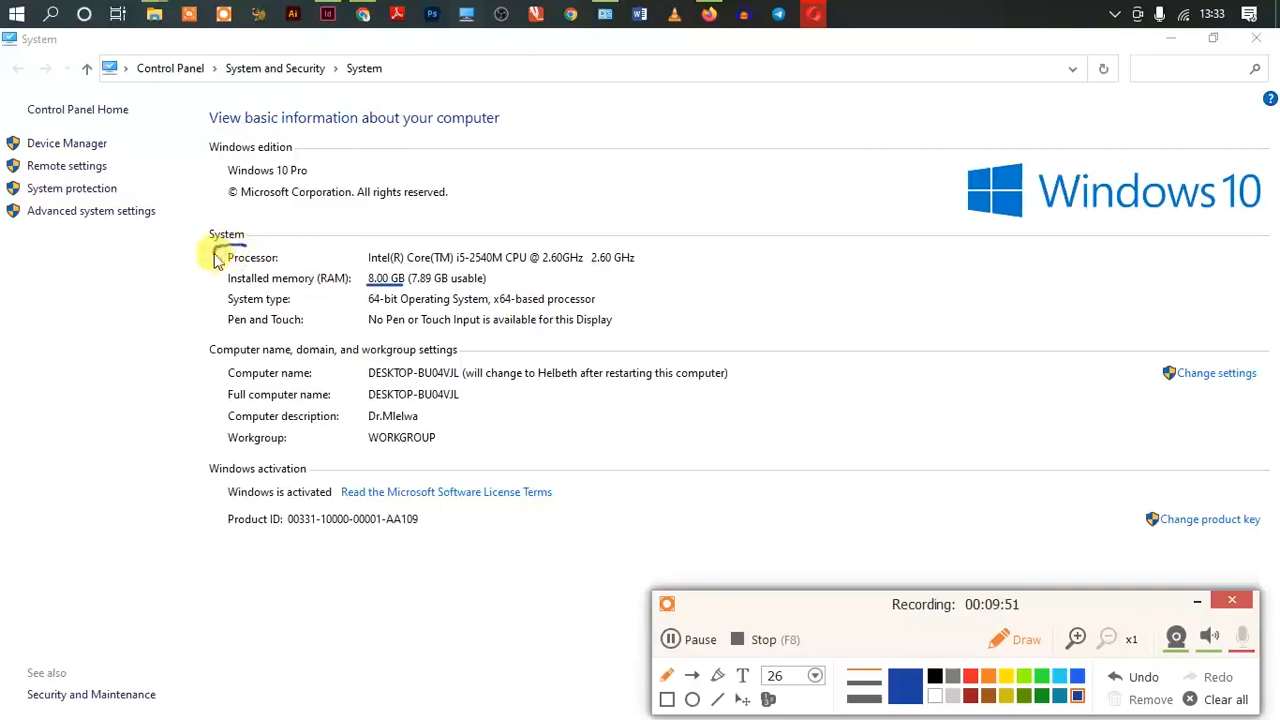 Ai
Id
Ps
13:33
System
Control Panel > System and Security > System
Control Panel Home
Device Manager
Remote settings
System protection
Advanced system settings
View basic information about your computer
Windows edition
Windows 10 Pro
© Microsoft Corporation. All rights reserved.
Windows 10
System
Processor: Intel(R) Core(TM) i5-2540M CPU @ 2.60GHz 2.60 GHz
Installed memory (RAM): 8.00 GB (7.89 GB usable)
System type: 64-bit Operating System, x64-based processor
Pen and Touch: No Pen or Touch Input is available for this Display
Computer name, domain, and workgroup settings
Computer name: DESKTOP-BU04VJL (will change to Helbeth after restarting this computer)
Change settings
Full computer name: DESKTOP-BU04VJL
Computer description: Dr.Mlelwa
Workgroup: WORKGROUP
Windows activation
Windows is activated Read the Microsoft Software License Terms
Product ID: 00331-10000-00001-AA109
Change product key
See also
Security and Maintenance
Recording: 00:09:51
Pause Stop (F8) Draw x1
T 26 Undo Redo
Remove Clear all